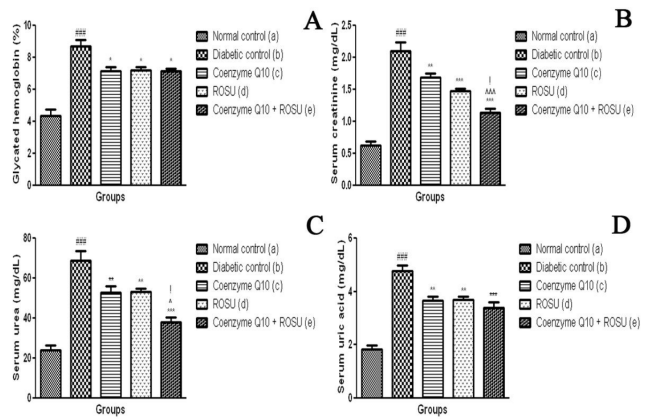 A
Glycated hemoglobin (%)
10
8
6
4
2
0
###
*
*
*
Groups
Normal control (a)
Diabetic control (b)
Coenzyme Q10 (c)
ROSU (d)
Coenzyme Q10 + ROSU (e)
B
Serum creatinine (mg/dL)
2.5
2.0
1.5
1.0
0.5
0.0
###
**
***
!
ΔΔΔ
***
Groups
Normal control (a)
Diabetic control (b)
Coenzyme Q10 (c)
ROSU (d)
Coenzyme Q10 + ROSU (e)
C
Serum urea (mg/dL)
80
60
40
20
0
###
**
**
!
Δ
***
Groups
Normal control (a)
Diabetic control (b)
Coenzyme Q10 (c)
ROSU (d)
Coenzyme Q10 + ROSU (e)
D
Serum uric acid (mg/dL)
6
4
2
0
###
**
**
***
Groups
Normal control (a)
Diabetic control (b)
Coenzyme Q10 (c)
ROSU (d)
Coenzyme Q10 + ROSU (e)